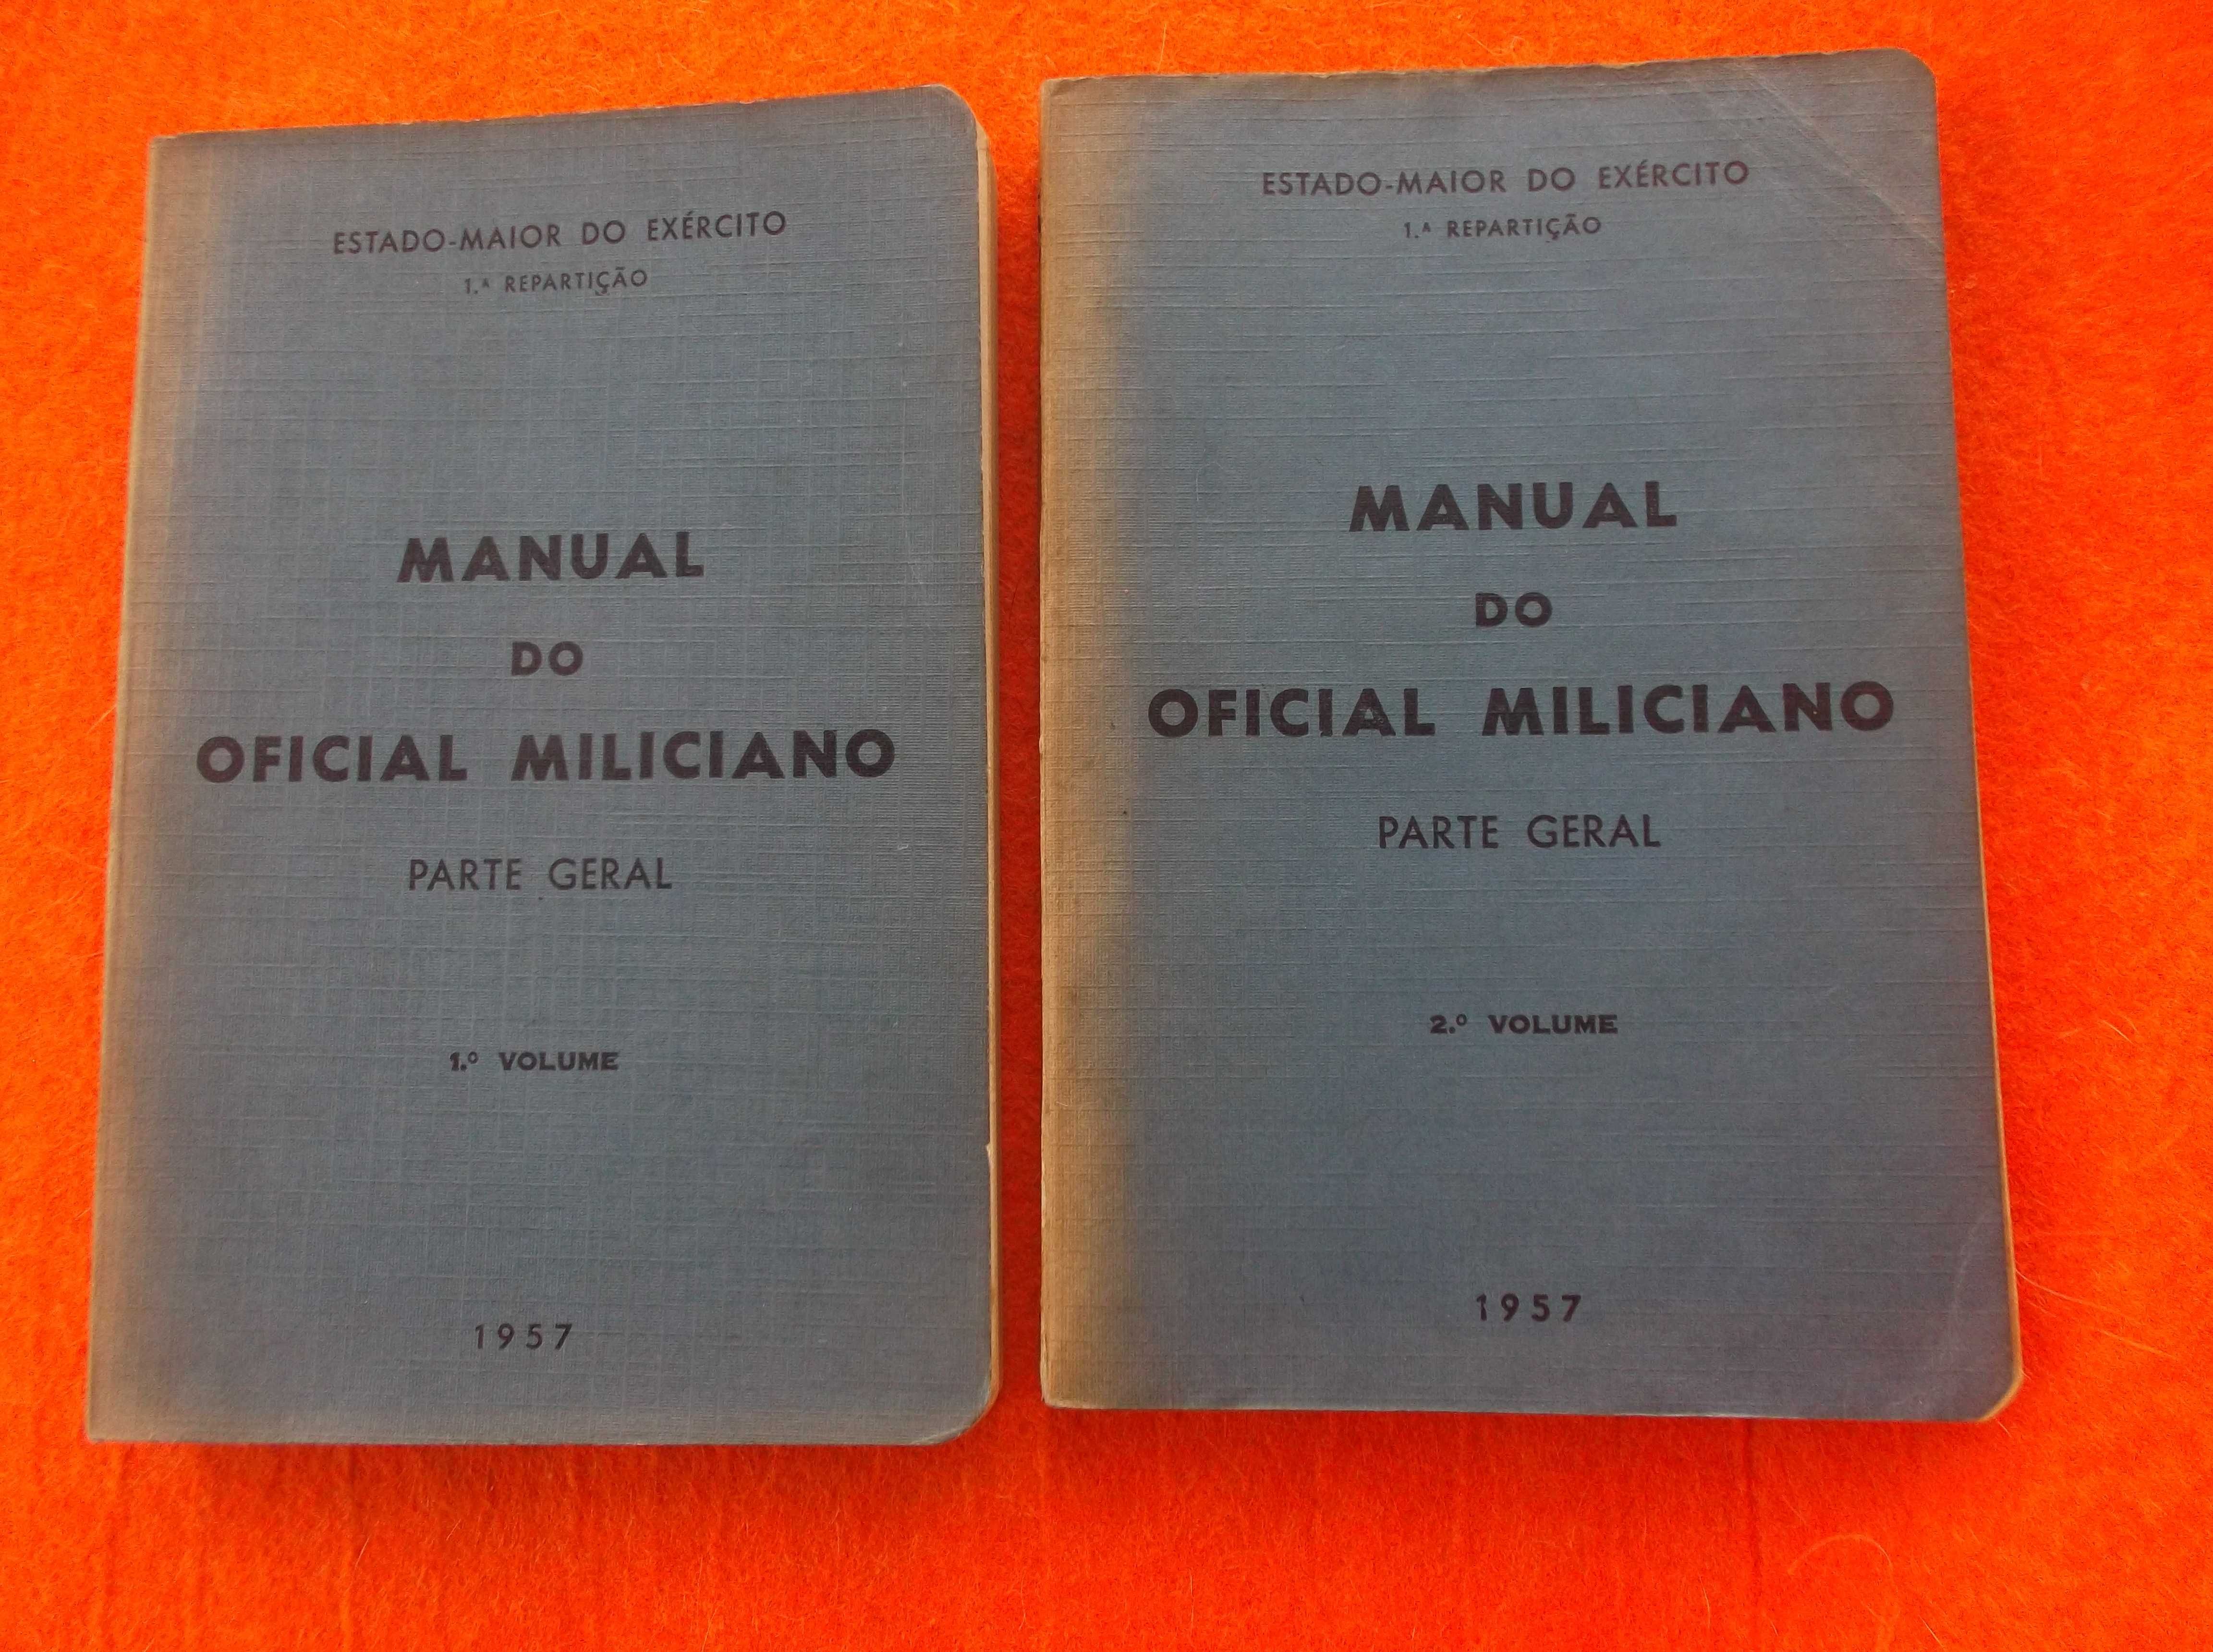 ESTADO-MAIOR DO EXÉRCITO
1.ª REPARTIÇÃO
MANUAL
DO
OFICIAL MILICIANO
PARTE GERAL
1.º VOLUME
1957
ESTADO-MAIOR DO EXÉRCITO
1.ª REPARTIÇÃO
MANUAL
DO
OFICIAL MILICIANO
PARTE GERAL
2.º VOLUME
1957